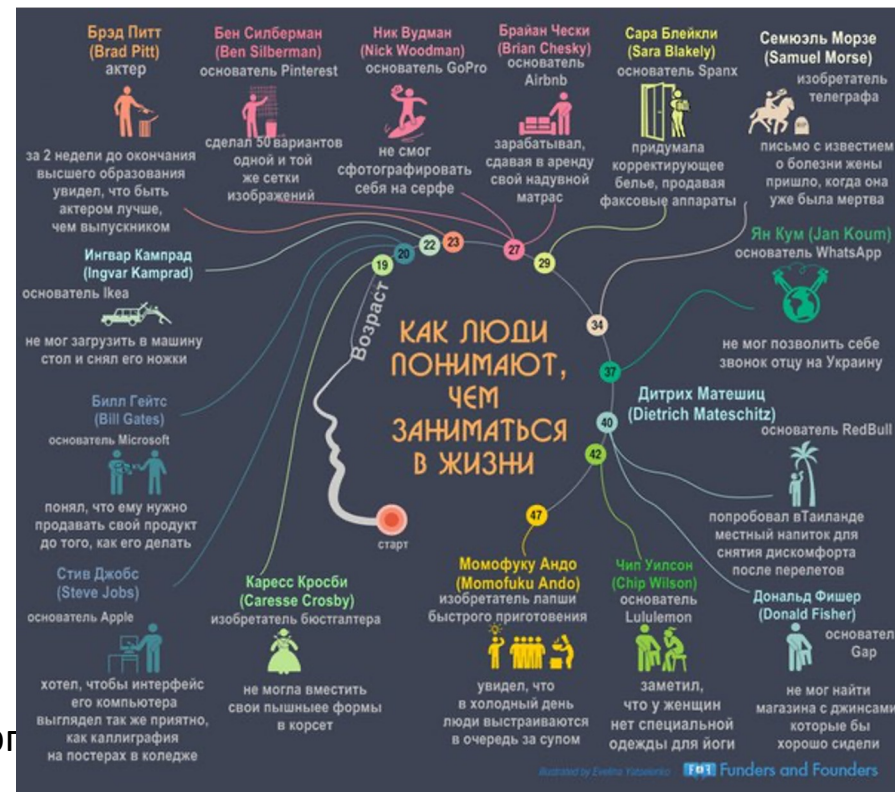 Брэд Питт
(Brad Pitt)
актер
за 2 недели до окончания
высшего образования
увидел, что быть
актером лучше,
чем выпускником
Бен Силберман
(Ben Silberman)
основатель Pinterest
сделал 50 вариантов
одной и той
же сетки
изображений
Ник Вудман
(Nick Woodman)
основатель GoPro
не смог
сфотографировать
себя на серфе
Брайан Чески
(Brian Chesky)
основатель
Airbnb
зарабатывал,
сдавая в аренду
свой надувной
матрас
Сара Блейкли
(Sara Blakely)
основатель Spanx
придумала
корректирующее
белье, продавая
факсовые аппараты
Семюэль Морзе
(Samuel Morse)
изобретатель
телеграфа
RIP
письмо с известием
о болезни жены
пришло, когда она
уже была мертва
Ингвар Кампрад
(Ingvar Kamprad)
основатель Ikea
не мог загрузить в машину
стол и снял его ножки
19
20
22
23
27
29
34
37
40
42
47
Возраст
КАК ЛЮДИ
ПОНИМАЮТ,
ЧЕМ
ЗАНИМАТЬСЯ
В ЖИЗНИ
старт
Ян Кум (Jan Koum)
основатель WhatsApp
не мог позволить себе
звонок отцу на Украину
Билл Гейтс
(Bill Gates)
основатель Microsoft
понял, что ему нужно
продавать свой продукт
до того, как его делать
Дитрих Матешиц
(Dietrich Mateschitz)
основатель RedBull
попробовал вТаиланде
местный напиток для
снятия дискомфорта
после перелетов
Стив Джобс
(Steve Jobs)
основатель Apple
хотел, чтобы интерфейс
его компьютера
выглядел так же приятно,
как каллиграфия
на постерах в коледже
Каресс Кросби
(Caresse Crosby)
изобретатель бюстгалтера
не могла вместить
свои пышныее формы
в корсет
Момофуку Андо
(Momofuku Ando)
изобретатель лапши
быстрого приготовения
увидел, что
в холодный день
люди выстраиваются
в очередь за супом
Чип Уилсон
(Chip Wilson)
основатель
Lululemon
заметил,
что у женщин
нет специальной
одежды для йоги
Дональд Фишер
(Donald Fisher)
основател
Gap
не мог найти
магазина с джинсами
которые бы
хорошо сидели
ог
illustrated by Evelina
Funders and Founders